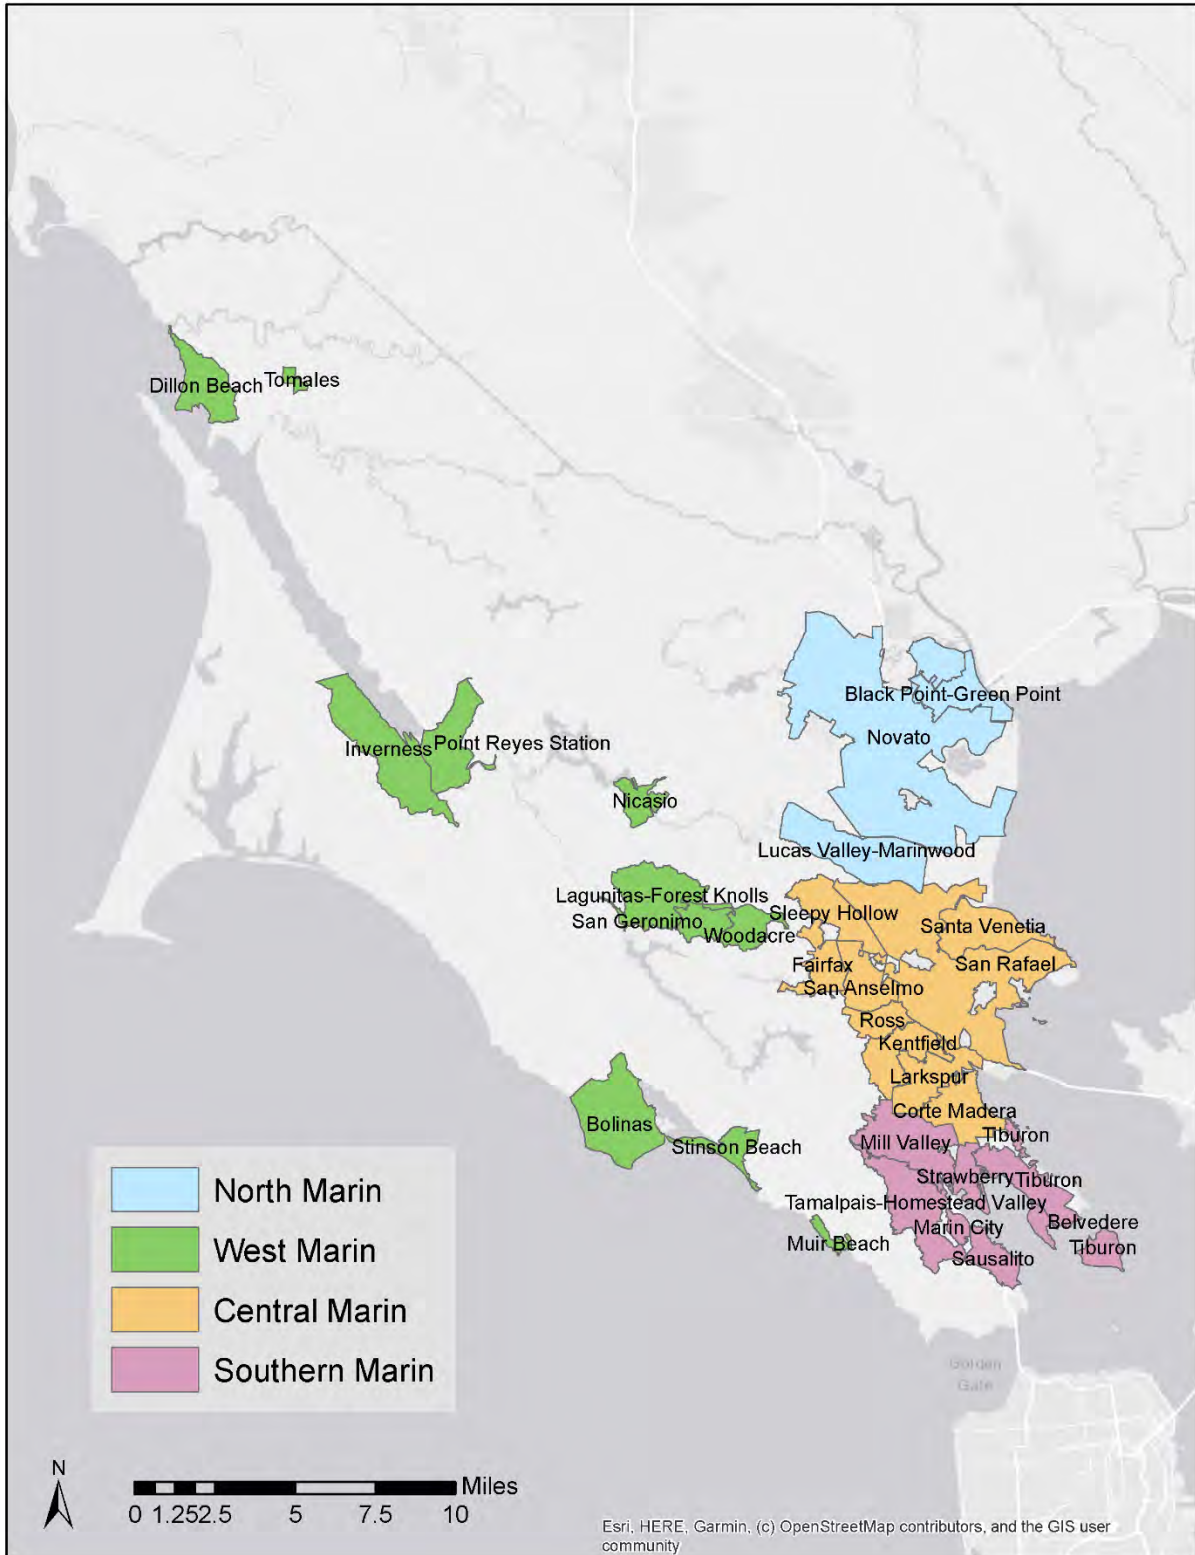 Dillon Beach
Tomales
Black Point-Green Point
Novato
Inverness
Point Reyes Station
Nicasio
Lucas Valley-Marinwood
Lagunitas-Forest Knolls
Sleepy Hollow
San Geronimo
Santa Venetia
Woodacre
Fairfax
San Rafael
San Anselmo
Ross
Kentfield
Larkspur
Corte Madera
Bolinas
Tiburon
Mill Valley
Stinson Beach
Strawberry
Tiburon
Tamalpais-Homestead Valley
Marin City
Belvedere
Muir Beach
Tiburon
Sausalito
Golden
Gate
North Marin
West Marin
Central Marin
Southern Marin
N
Miles
0 1.252.5 5 7.5 10
Esri, HERE, Garmin, (c) OpenStreetMap contributors, and the GIS user
community